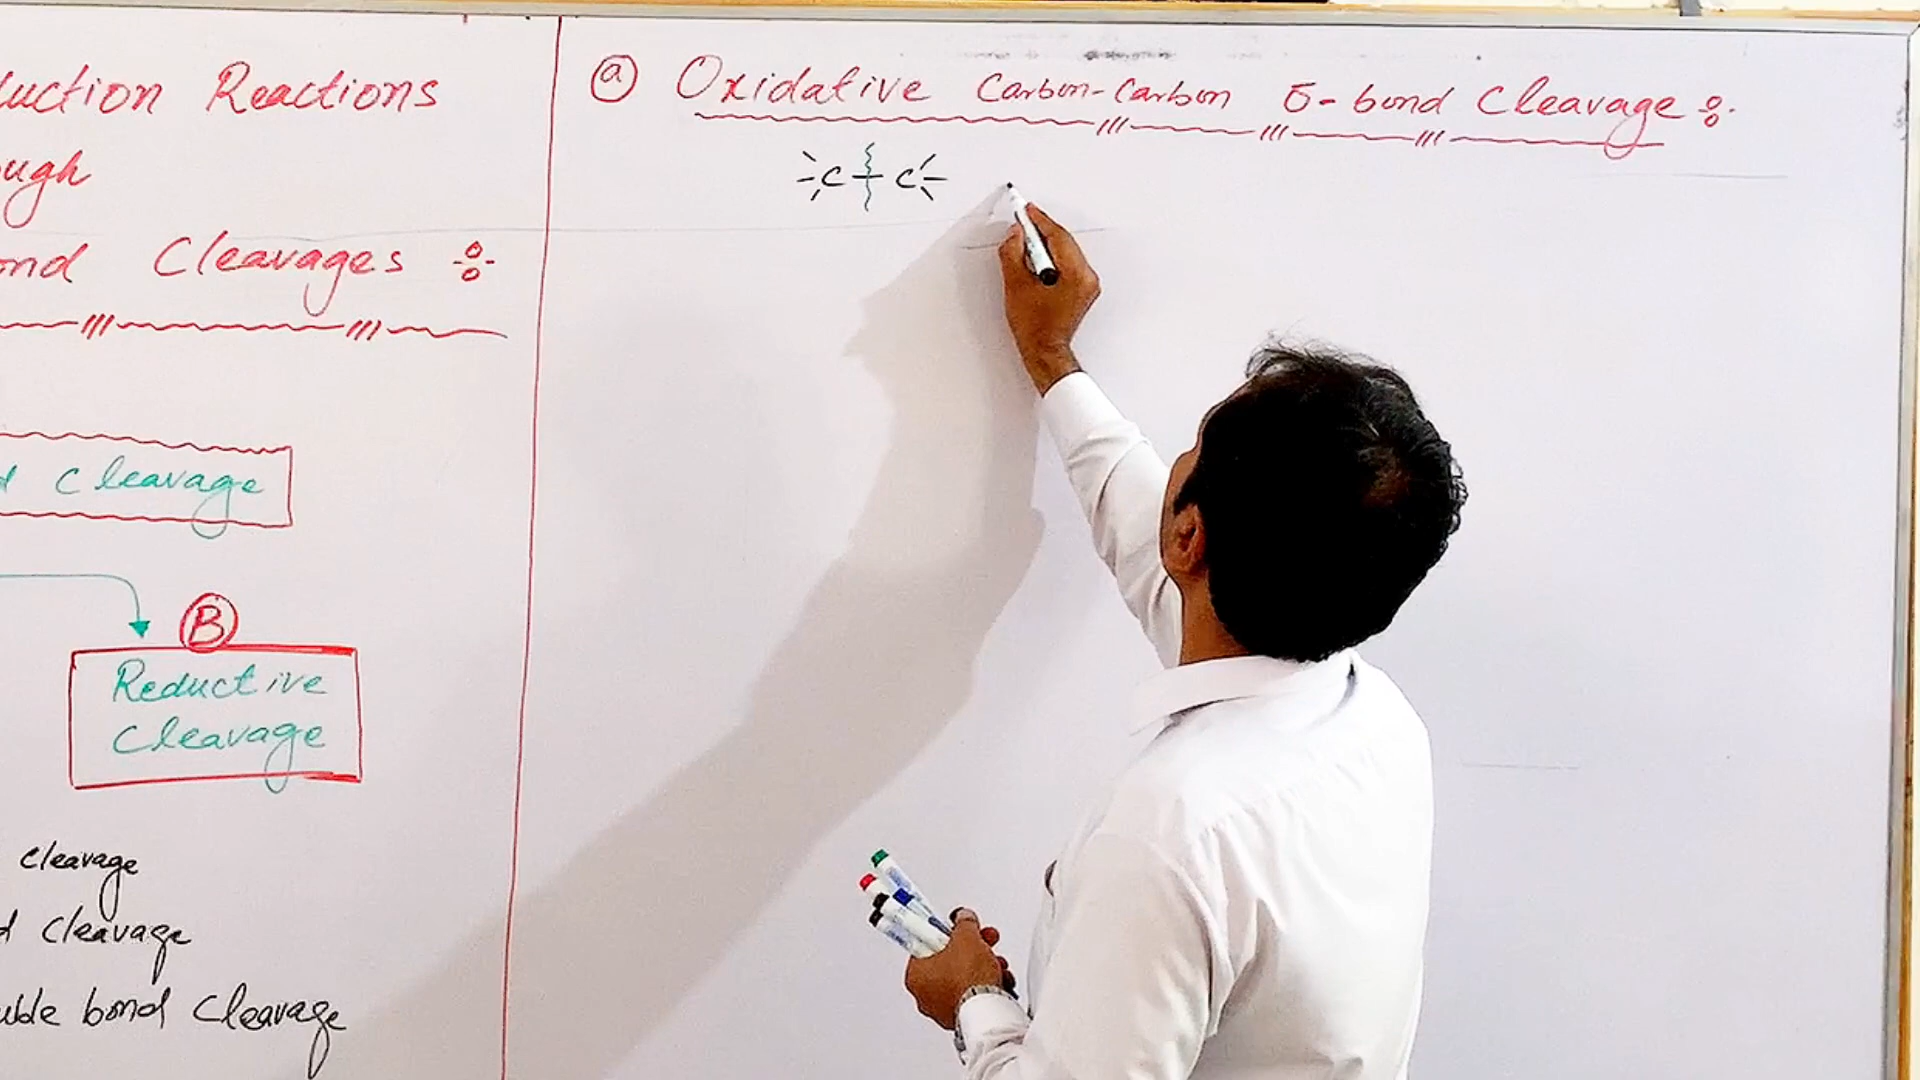 uction Reactions
ugh
ond Cleavages :-
d Cleavage
B
Reductive
Cleavage
cleavage
d cleavage
uble bond cleavage
ⓐ Oxidative Carbon-Carbon σ-bond Cleavage :-
C C